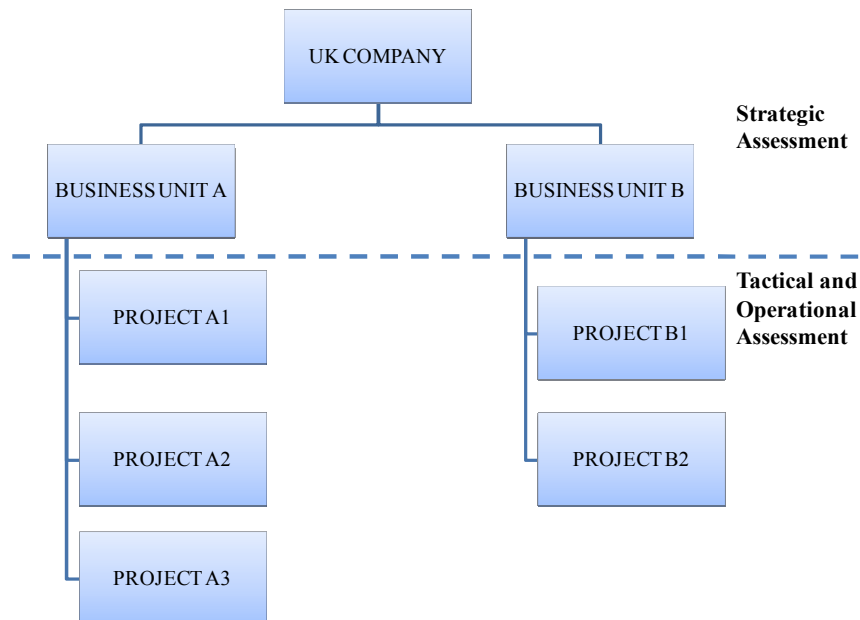 UK COMPANY
Strategic
Assessment
BUSINESS UNIT A
BUSINESS UNIT B
Tactical and
Operational
Assessment
PROJECT A1
PROJECT B1
PROJECT A2
PROJECT B2
PROJECT A3